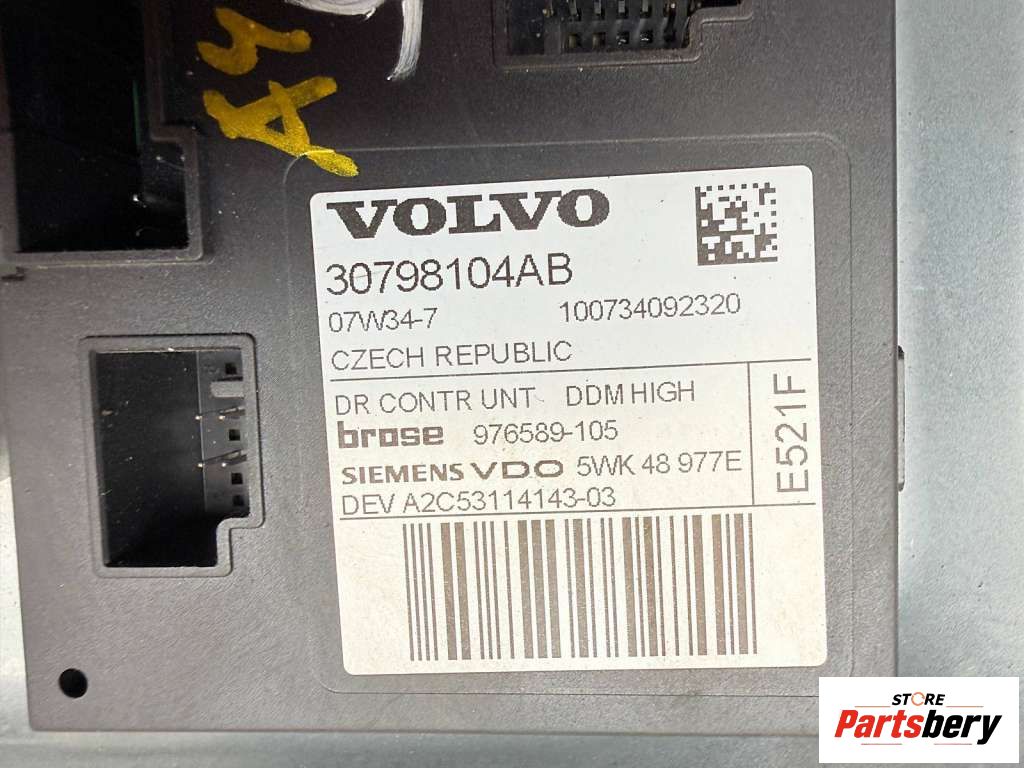 A4
VOLVO
30798104AB
07W34-7 100734092320
CZECH REPUBLIC
DR CONTR UNT DDM HIGH
brose 976589-105
SIEMENS VDO 5WK 48 977E
DEV A2C53114143-03
E521F
STORE
Partsbery